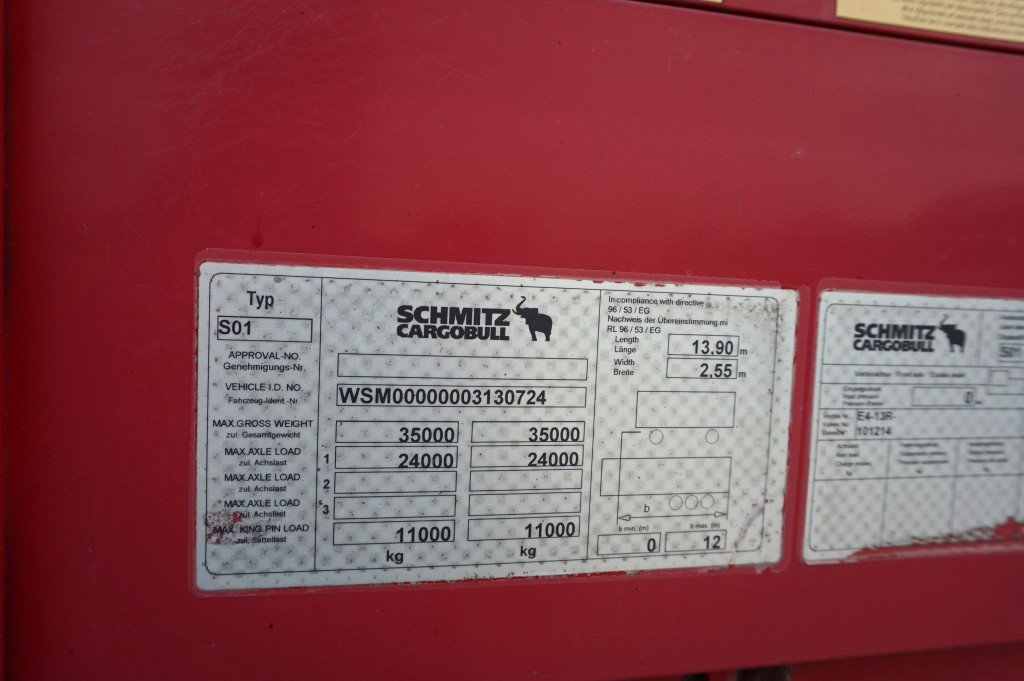 Typ
S01
APPROVAL-NO.
Genehmigungs-Nr.
VEHICLE I.D. NO.
Fahrzeug-Ident.-Nr.
MAX.GROSS WEIGHT
zul. Gesamtgewicht
MAX.AXLE LOAD
zul. Achslast
MAX.AXLE LOAD
zul. Achslast
MAX.AXLE LOAD
zul. Achslast
MAX. KING PIN LOAD
zul. Sattellast
SCHMITZ
CARGOBULL
WSM00000003130724
35000 35000
1 24000 24000
2
3
11000 11000
kg kg
In compliance with directive
96 / 53 / EG
Nachweis der Übereinstimmung mi
RL 96 / 53 / EG
Length
Länge 13.90 m
Width
Breite 2.55 m
b
b min. (m) b max. (m)
0 12
SCHMITZ
CARGOBULL
E4-13R-
101214